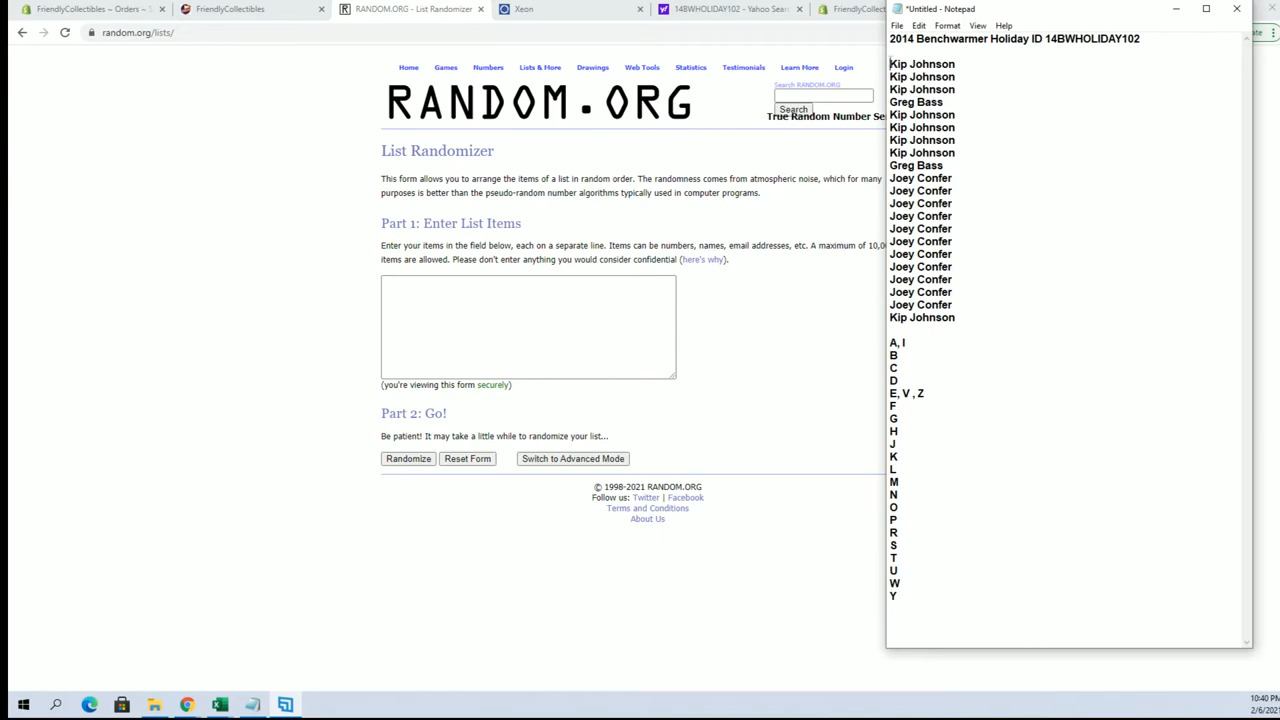 FriendlyCollectibles ~ Orders ~ S
FriendlyCollectibles
RANDOM.ORG - List Randomizer
Xeon
14BWHOLIDAY102 - Yahoo Sear
FriendlyCollectib
random.org/lists/
Home Games Numbers Lists & More Drawings Web Tools Statistics Testimonials Learn More Login
RANDOM.ORG
Search RANDOM.ORG
Search
True Random Number Se
List Randomizer
This form allows you to arrange the items of a list in random order. The randomness comes from atmospheric noise, which for many
purposes is better than the pseudo-random number algorithms typically used in computer programs.
Part 1: Enter List Items
Enter your items in the field below, each on a separate line. Items can be numbers, names, email addresses, etc. A maximum of 10,0
items are allowed. Please don't enter anything you would consider confidential (here's why).
(you're viewing this form securely)
Part 2: Go!
Be patient! It may take a little while to randomize your list...
Randomize Reset Form Switch to Advanced Mode
© 1998-2021 RANDOM.ORG
Follow us: Twitter | Facebook
Terms and Conditions
About Us
*Untitled - Notepad
File Edit Format View Help
2014 Benchwarmer Holiday ID 14BWHOLIDAY102
Kip Johnson
Kip Johnson
Kip Johnson
Greg Bass
Kip Johnson
Kip Johnson
Kip Johnson
Kip Johnson
Greg Bass
Joey Confer
Joey Confer
Joey Confer
Joey Confer
Joey Confer
Joey Confer
Joey Confer
Joey Confer
Joey Confer
Joey Confer
Joey Confer
Kip Johnson
A, I
B
C
D
E, V , Z
F
G
H
J
K
L
M
N
O
P
R
S
T
U
W
Y
10:40 PM
2/6/2021